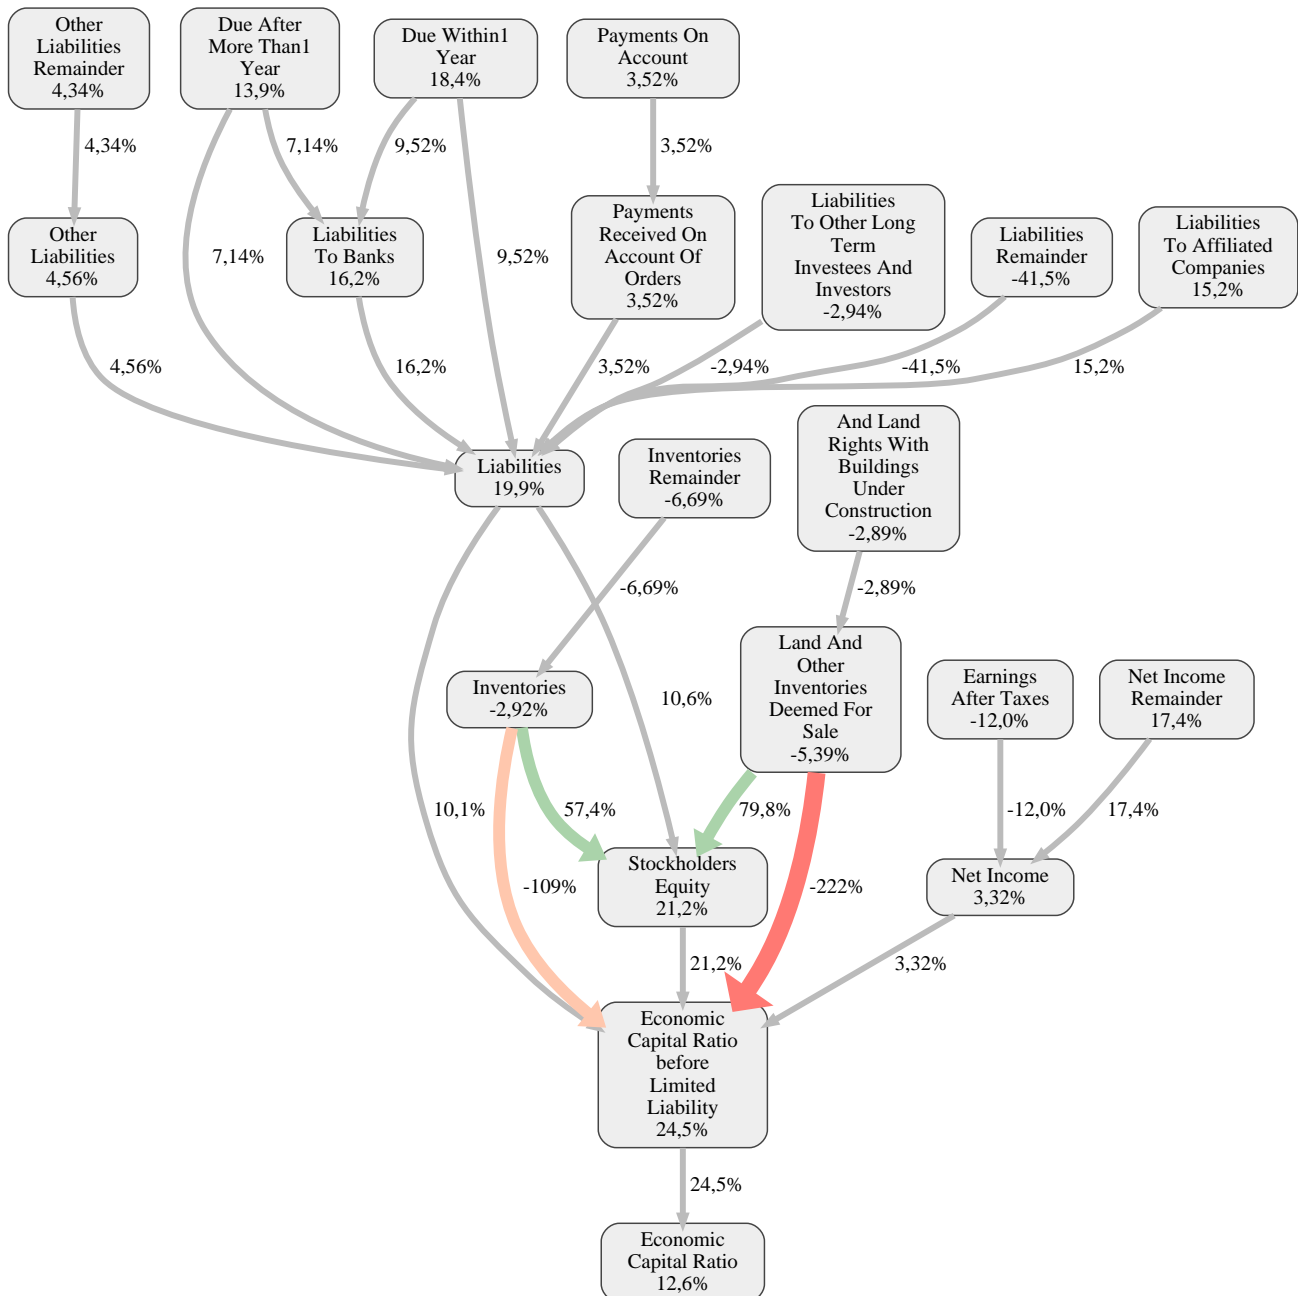 Other
Liabilities
Remainder
4,34%
Due After
More Than1
Year
13,9%
Due Within1
Year
18,4%
Payments On
Account
3,52%
4,34%
7,14%
9,52%
3,52%
Other
Liabilities
4,56%
7,14%
Liabilities
To Banks
16,2%
9,52%
Payments
Received On
Account Of
Orders
3,52%
Liabilities
To Other Long
Term
Investees And
Investors
-2,94%
Liabilities
Remainder
-41,5%
Liabilities
To Affiliated
Companies
15,2%
4,56%
16,2%
3,52%
-2,94%
-41,5%
15,2%
Liabilities
19,9%
Inventories
Remainder
-6,69%
And Land
Rights With
Buildings
Under
Construction
-2,89%
-6,69%
-2,89%
Inventories
-2,92%
10,6%
Land And
Other
Inventories
Deemed For
Sale
-5,39%
Earnings
After Taxes
-12,0%
Net Income
Remainder
17,4%
10,1%
57,4%
79,8%
-12,0%
17,4%
-109%
Stockholders
Equity
21,2%
-222%
Net Income
3,32%
21,2%
3,32%
Economic
Capital Ratio
before
Limited
Liability
24,5%
24,5%
Economic
Capital Ratio
12,6%